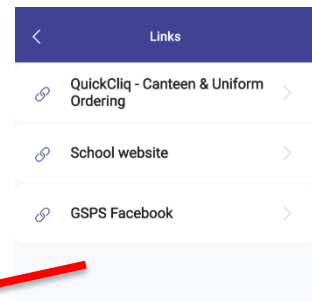 Links
QuickCliq - Canteen & Uniform
Ordering
School website
GSPS Facebook